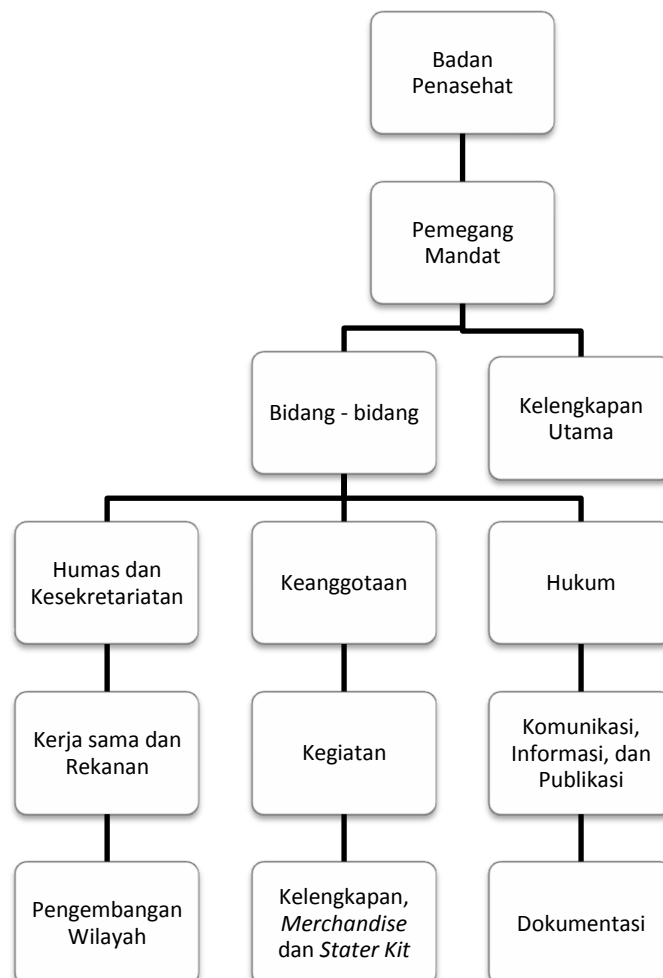 Badan
Penasehat
Pemegang
Mandat
Bidang - bidang
Kelengkapan
Utama
Humas dan
Kesekretariatan
Keanggotaan
Hukum
Kerja sama dan
Rekanan
Kegiatan
Komunikasi,
Informasi, dan
Publikasi
Pengembangan
Wilayah
Kelengkapan,
Merchandise
dan Stater Kit
Dokumentasi